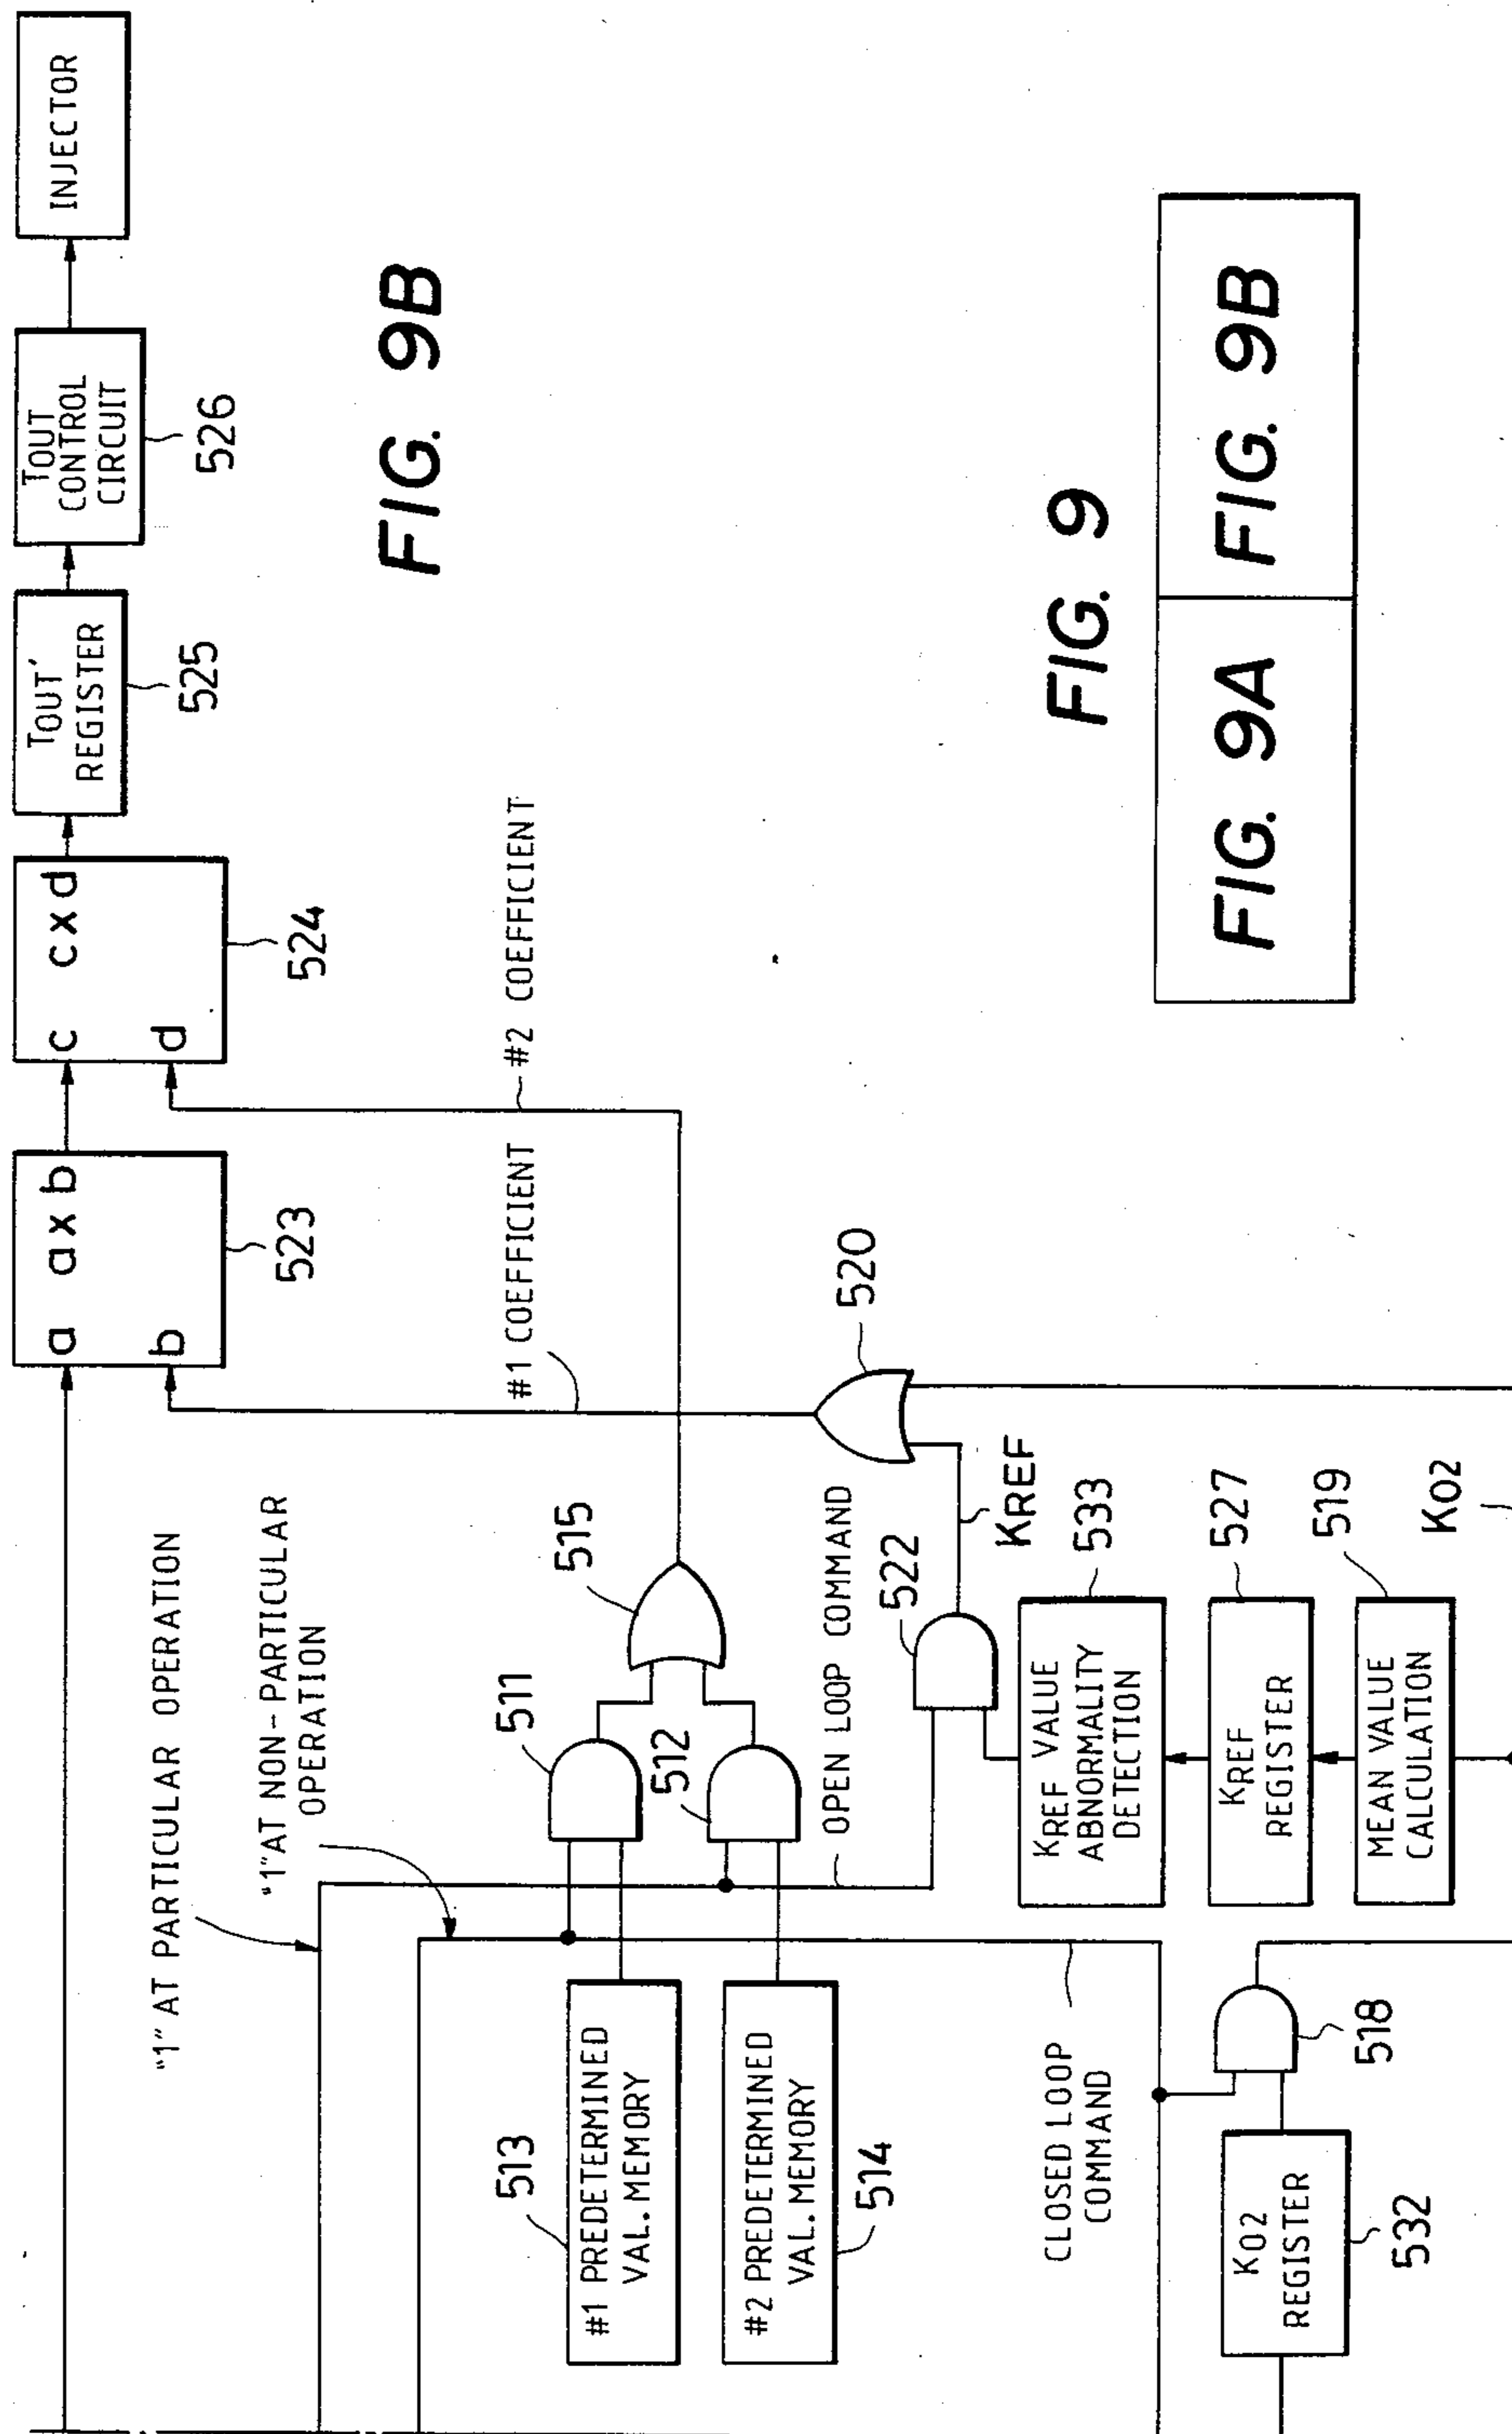 INJECTOR
TOUT
CONTROL
CIRCUIT
526
TOUT'
REGISTER
525
c c x d
d
524
a a x b
b
523
FIG. 9B
"1" AT PARTICULAR OPERATION
"1" AT NON-PARTICULAR
OPERATION
#1 COEFFICIENT
#2 COEFFICIENT
511
515
512
513
#1 PREDETERMINED
VAL. MEMORY
#2 PREDETERMINED
VAL. MEMORY
514
OPEN LOOP COMMAND
520
522
KREF
KREF VALUE
ABNORMALITY
DETECTION
533
KREF
REGISTER
527
MEAN VALUE
CALCULATION
519
KO2
CLOSED LOOP
COMMAND
518
KO2
REGISTER
532
FIG. 9
FIG. 9A FIG. 9B